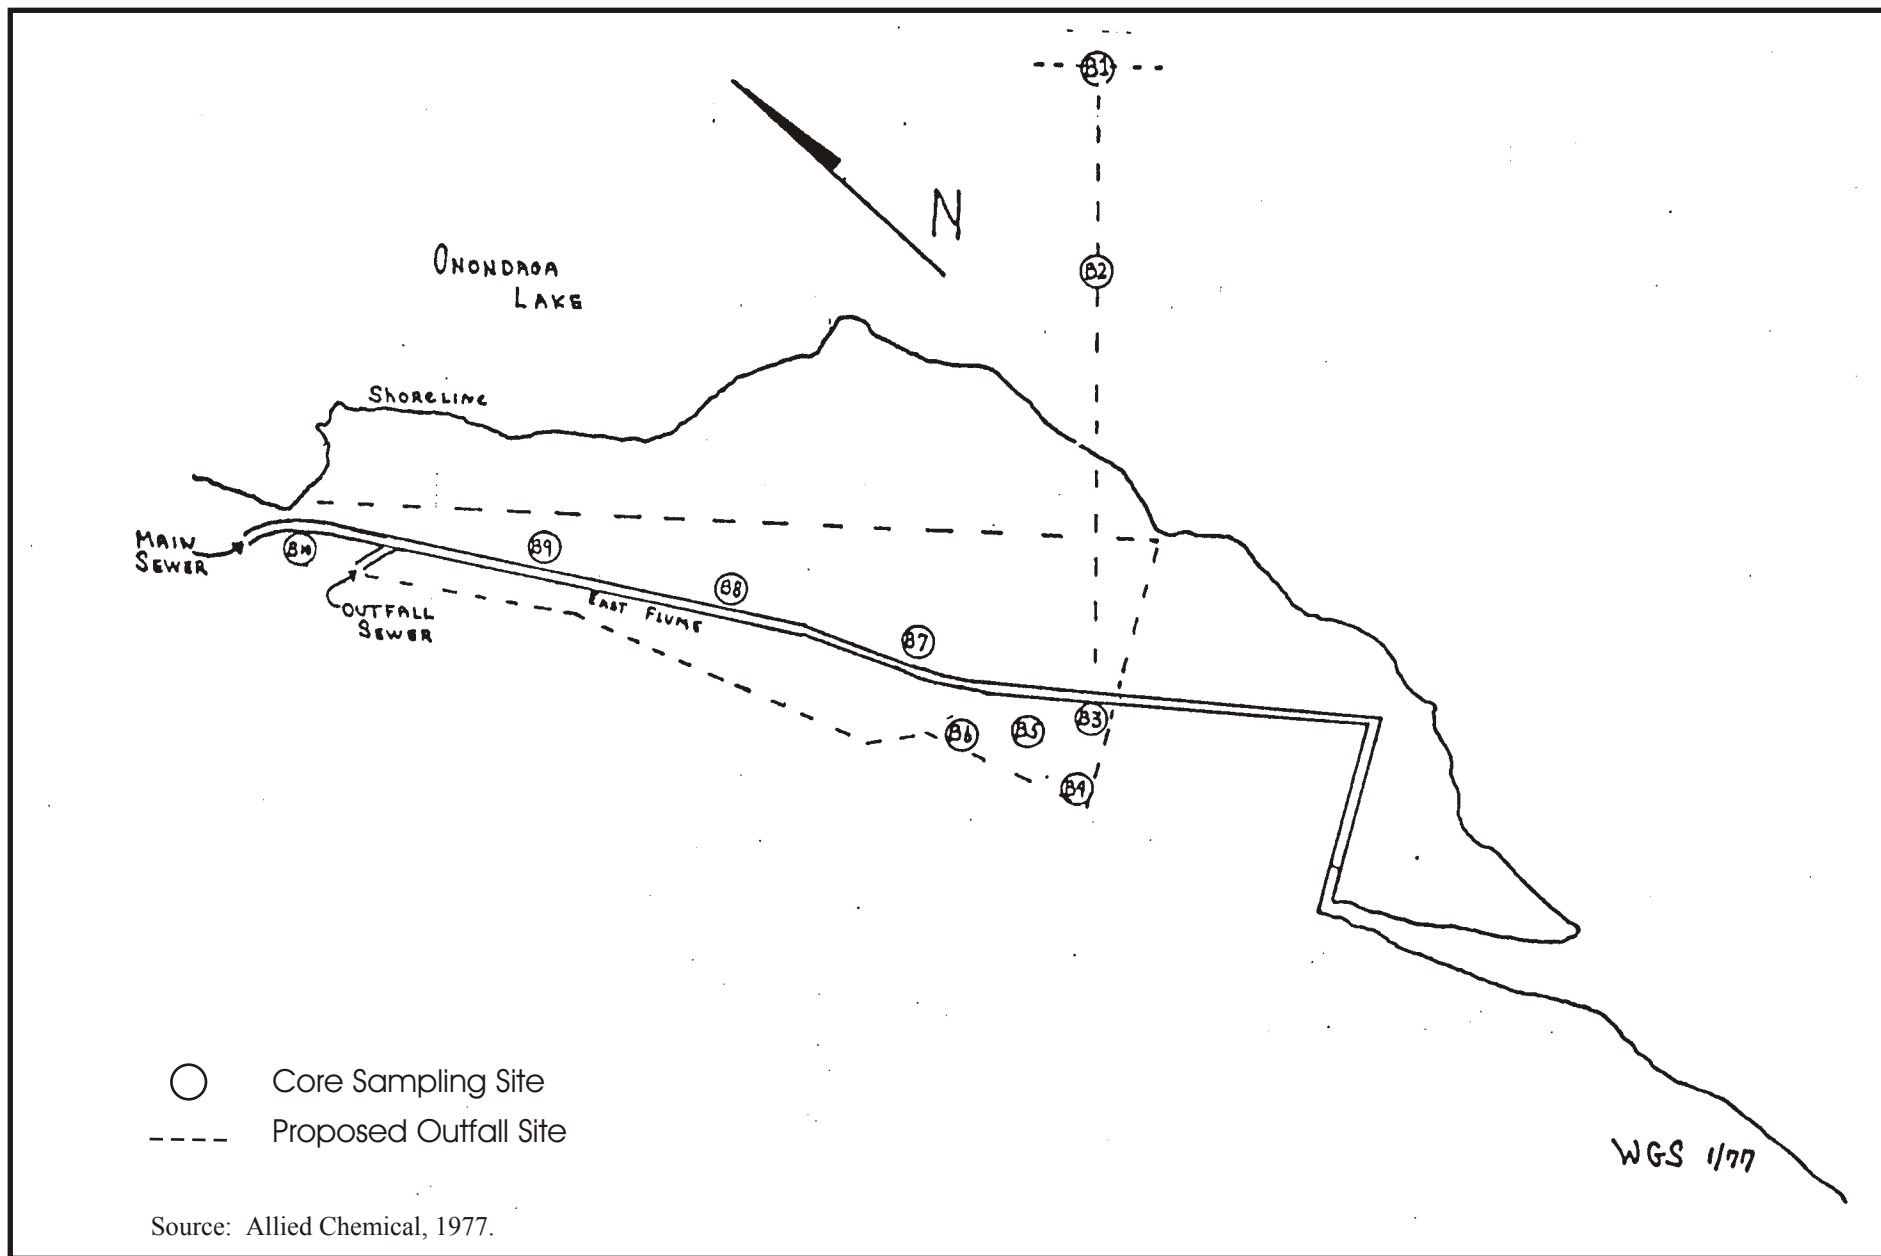 B1
N
ONONDAGA
LAKE
B2
SHORELINE
MAIN
SEWER
B10
B9
B8
OUTFALL
SEWER
EAST FLUME
B7
B3
B5
B6
B4
Core Sampling Site
Proposed Outfall Site
WGS 1/77
Source: Allied Chemical, 1977.